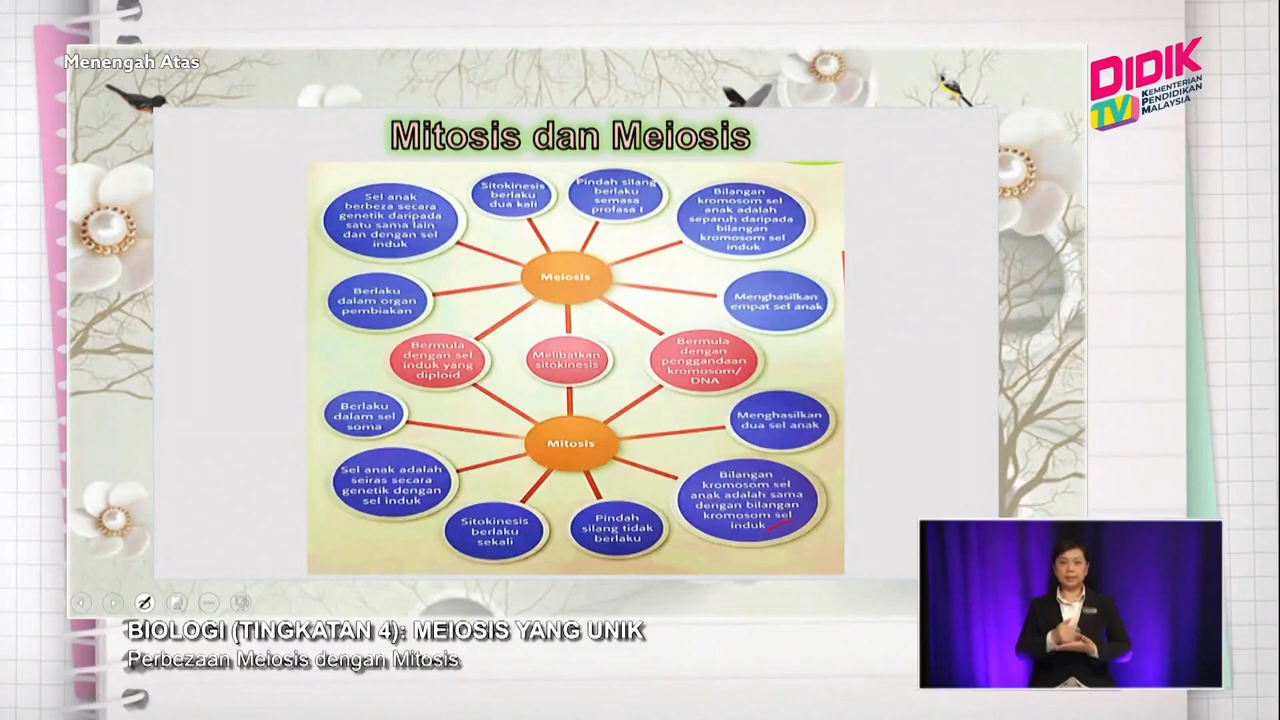 Menengah Atas
DIDIK
TV
KEMENTERIAN
PENDIDIKAN
MALAYSIA
Mitosis dan Meiosis
Sel anak
berbeza secara
genetik daripada
satu sama lain
dan dengan sel
induk
Sitokinesis
berlaku
dua kali
Pindah silang
berlaku
semasa
profasa I
Bilangan
kromosom sel
anak adalah
separuh daripada
bilangan
kromosom sel
induk
Meiosis
Berlaku
dalam organ
pembiakan
Menghasilkan
empat sel anak
Bermula
dengan sel
induk yang
diploid
Melibatkan
sitokinesis
Bermula
dengan
penggandaan
kromosom/
DNA
Berlaku
dalam sel
soma
Mitosis
Menghasilkan
dua sel anak
Sel anak adalah
seiras secara
genetik dengan
sel induk
Sitokinesis
berlaku
sekali
Pindah
silang tidak
berlaku
Bilangan
kromosom sel
anak adalah sama
dengan bilangan
kromosom sel
induk
BIOLOGI (TINGKATAN 4): MEIOSIS YANG UNIK
Perbezaan Meiosis dengan Mitosis